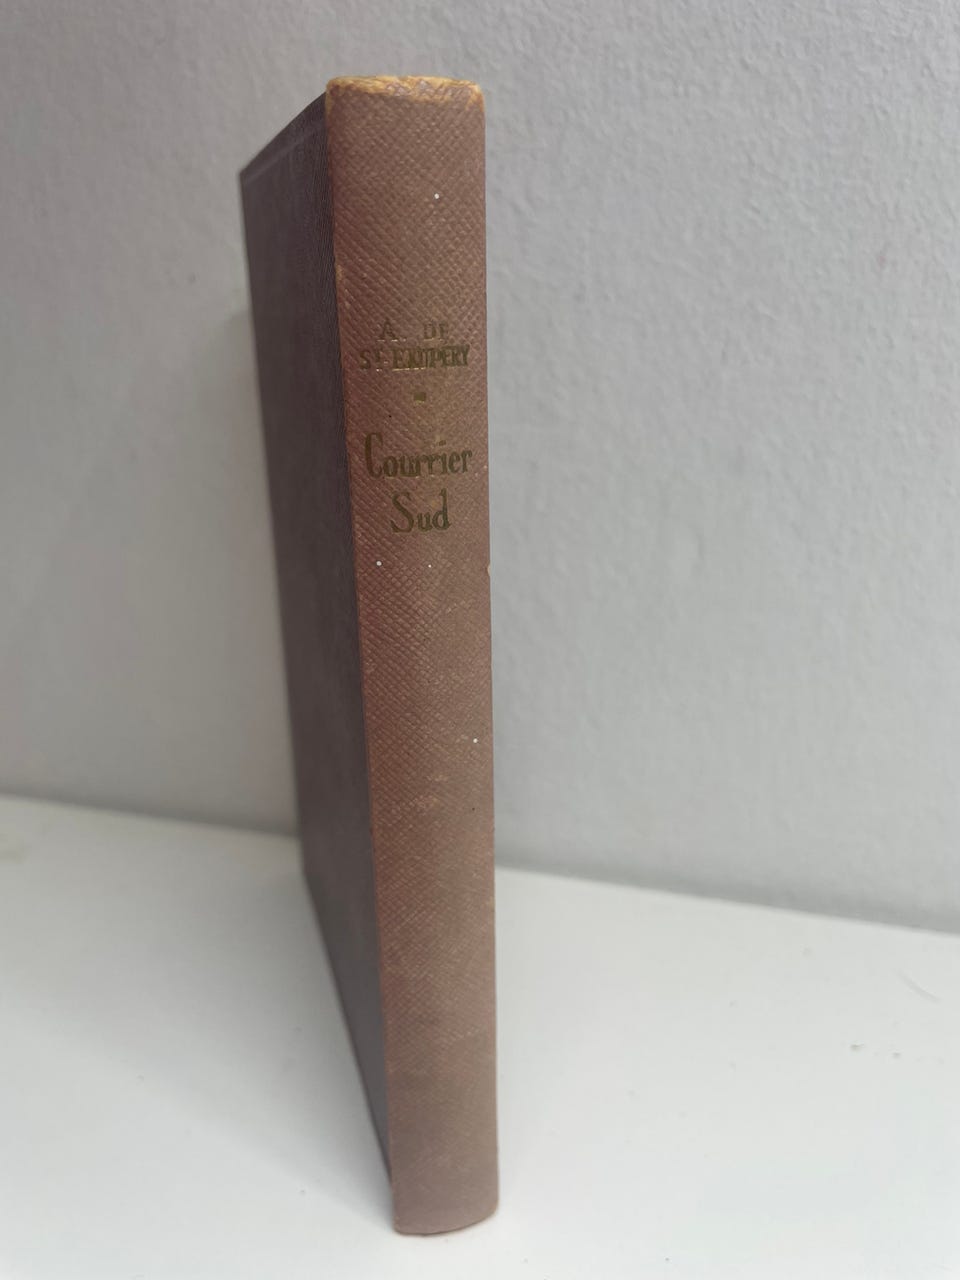 A. DE
ST EXUPERY
Courrier
Sud